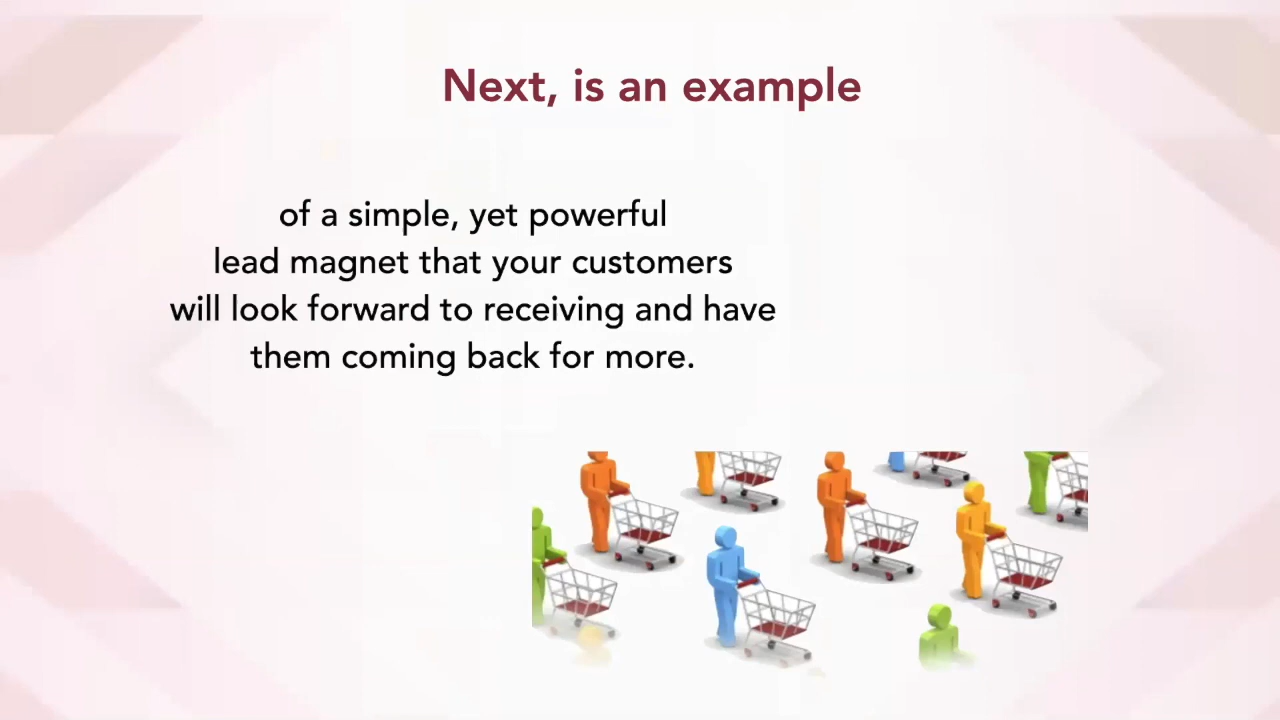 Next, is an example
of a simple, yet powerful
lead magnet that your customers
will look forward to receiving and have
them coming back for more.